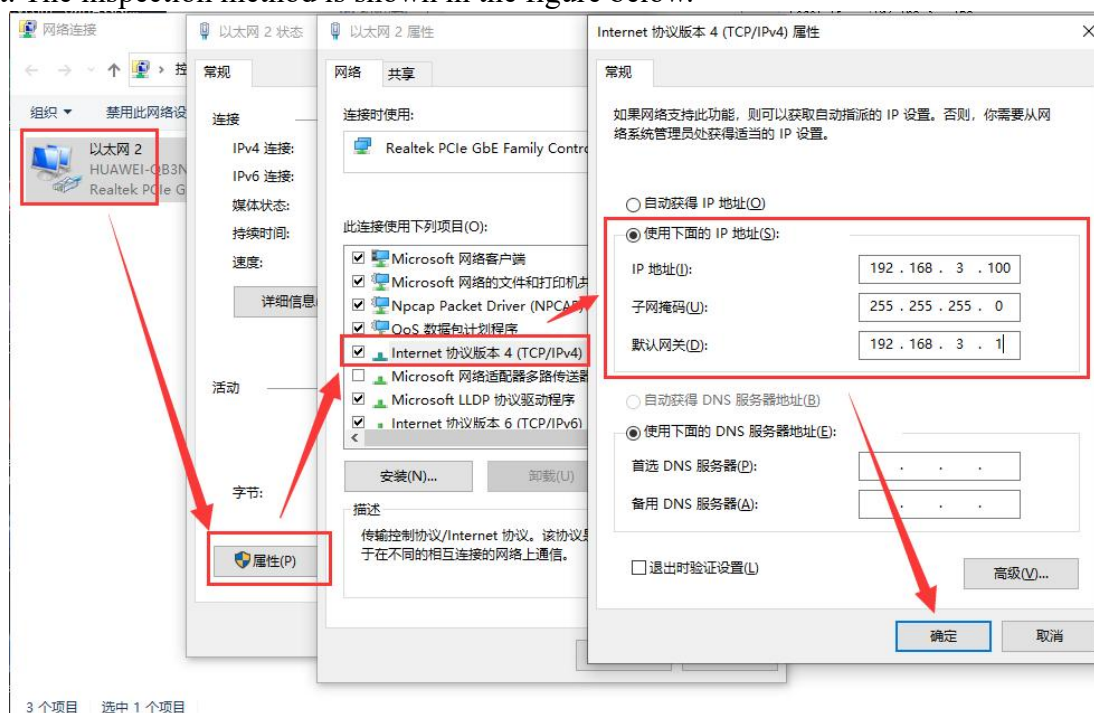 The inspection method is shown in the figure below.
网络连接
组织 禁用此网络设
以太网 2
HUAWEI-QB3N
Realtek PCIe G
3 个项目 选中 1 个项目
以太网 2 状态
常规
连接
IPv4 连接:
IPv6 连接:
媒体状态:
持续时间:
速度:
详细信息
活动
字节:
属性(P)
以太网 2 属性
网络 共享
连接时使用:
Realtek PCIe GbE Family Contro
此连接使用下列项目(O):
Microsoft 网络客户端
Microsoft 网络的文件和打印机共
Npcap Packet Driver (NPCAP)
QoS 数据包计划程序
Internet 协议版本 4 (TCP/IPv4)
Microsoft 网络适配器多路传送器
Microsoft LLDP 协议驱动程序
Internet 协议版本 6 (TCP/IPv6)
安装(N)... 卸载(U)
描述
传输控制协议/Internet 协议。该协议是
于在不同的相互连接的网络上通信。
Internet 协议版本 4 (TCP/IPv4) 属性
常规
如果网络支持此功能，则可以获取自动指派的 IP 设置。否则，你需要从网
络系统管理员处获得适当的 IP 设置。
自动获得 IP 地址(O)
使用下面的 IP 地址(S):
IP 地址(I): 192 . 168 . 3 . 100
子网掩码(U): 255 . 255 . 255 . 0
默认网关(D): 192 . 168 . 3 . 1
自动获得 DNS 服务器地址(B)
使用下面的 DNS 服务器地址(E):
首选 DNS 服务器(P): . . .
备用 DNS 服务器(A): . . .
退出时验证设置(L)
高级(V)...
确定 取消